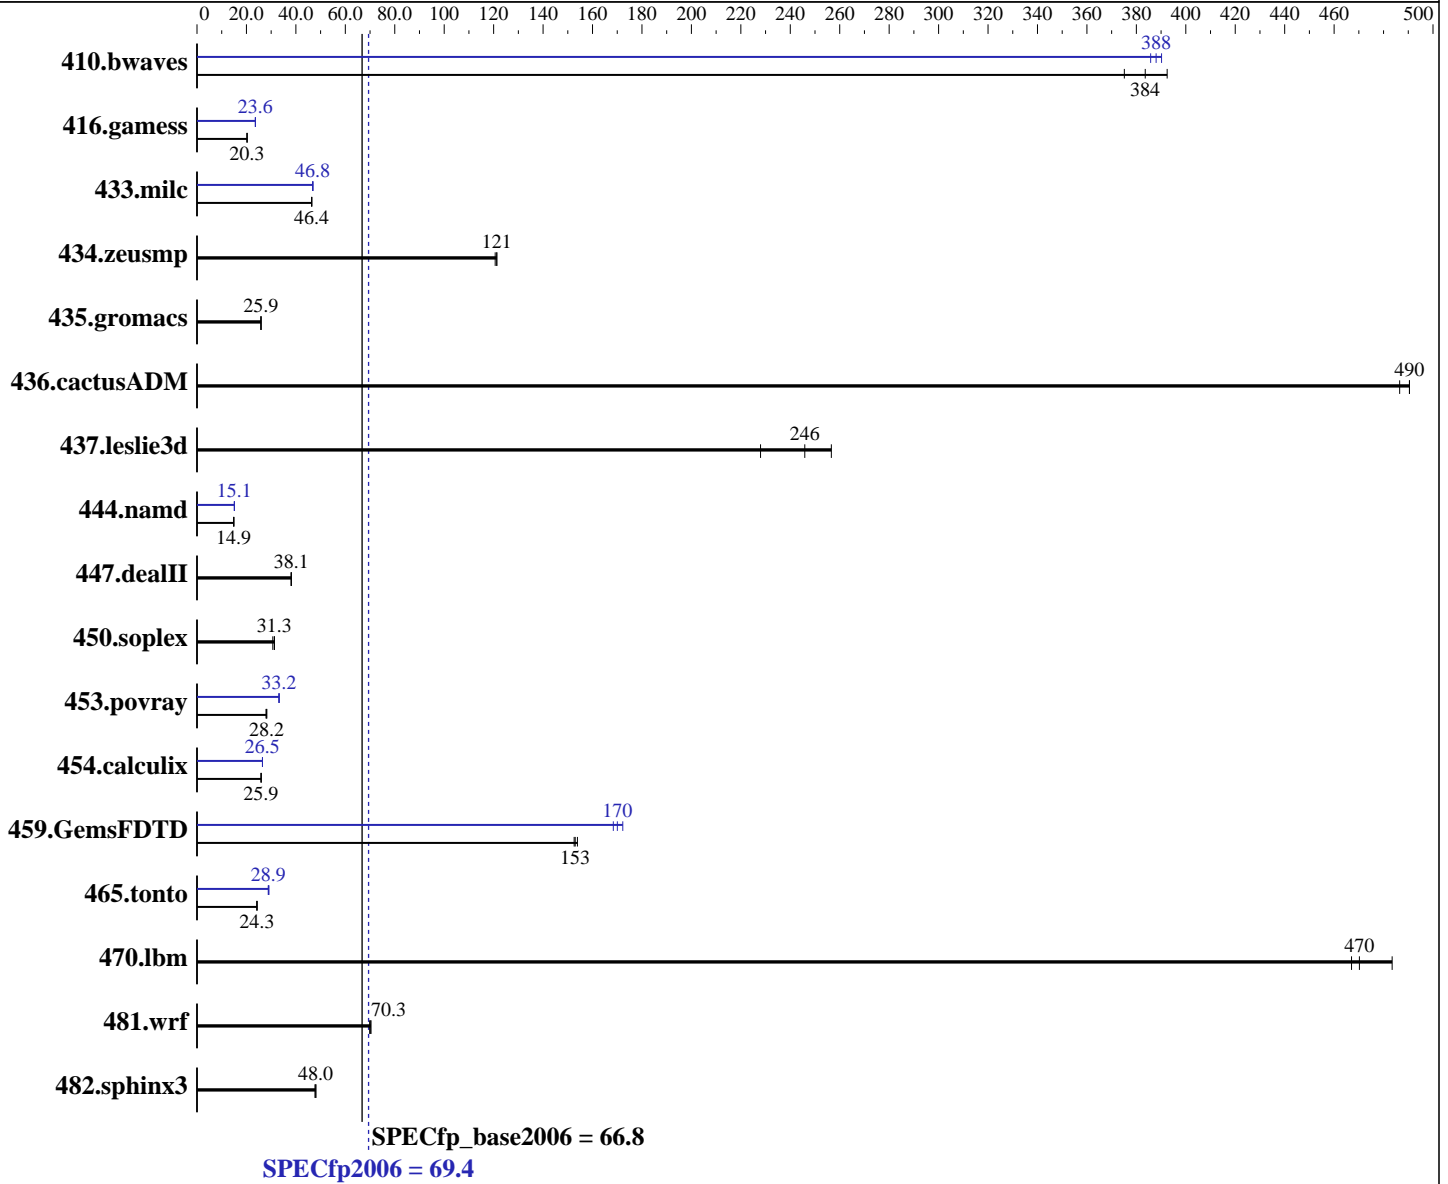 0 20.0 40.0 60.0 80.0 100 120 140 160 180 200 220 240 260 280 300 320 340 360 380 400 420 440 460 500
410.bwaves 388
384
416.gamess 23.6
20.3
433.milc 46.8
46.4
434.zeusmp 121
435.gromacs 25.9
436.cactusADM 490
437.leslie3d 246
444.namd 15.1
14.9
447.dealII 38.1
450.soplex 31.3
453.povray 33.2
28.2
454.calculix 26.5
25.9
459.GemsFDTD 170
153
465.tonto 28.9
24.3
470.lbm 470
481.wrf 70.3
482.sphinx3 48.0
SPECfp_base2006 = 66.8
SPECfp2006 = 69.4